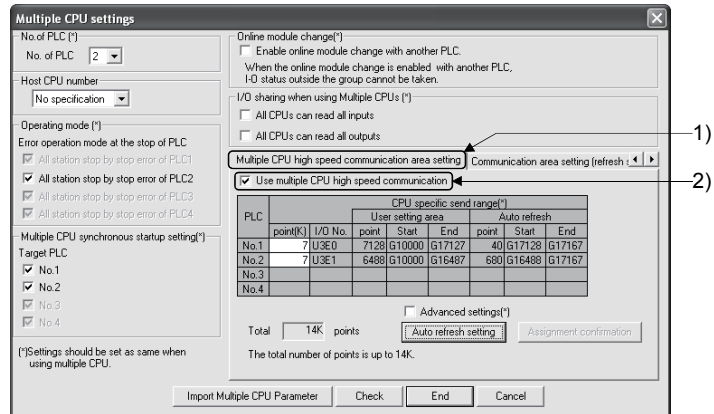 Multiple CPU settings
No.of PLC (*)
No. of PLC 2
Host CPU number
No specification
Operating mode (*)
Error operation mode at the stop of PLC
All station stop by stop error of PLC1
All station stop by stop error of PLC2
All station stop by stop error of PLC3
All station stop by stop error of PLC4
Multiple CPU synchronous startup setting(*)
Target PLC
No.1
No.2
No.3
No.4
(*)Settings should be set as same when
using multiple CPU.
Online module change(*)
Enable online module change with another PLC.
When the online module change is enabled with another PLC,
I-O status outside the group cannot be taken.
I/O sharing when using Multiple CPUs (*)
All CPUs can read all inputs
All CPUs can read all outputs
1)
Multiple CPU high speed communication area setting Communication area setting (refresh
Use multiple CPU high speed communication
2)
CPU specific send range(*)
PLC User setting area Auto refresh
point(K) I/O No. point Start End point Start End
No.1 7 U3E0 7128 G10000 G17127 40 G17128 G17167
No.2 7 U3E1 6488 G10000 G16487 680 G16488 G17167
No.3
No.4
Advanced settings(*)
Total 14K points Auto refresh setting Assignment confirmation
The total number of points is up to 14K.
Import Multiple CPU Parameter Check End Cancel